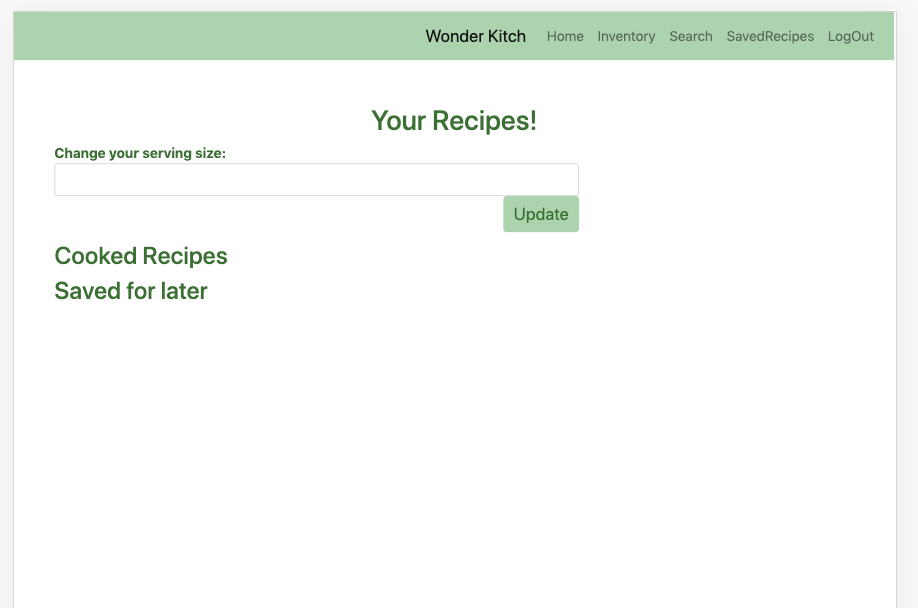 Wonder Kitch Home Inventory Search SavedRecipes LogOut
Your Recipes!
Change your serving size:
Update
Cooked Recipes
Saved for later